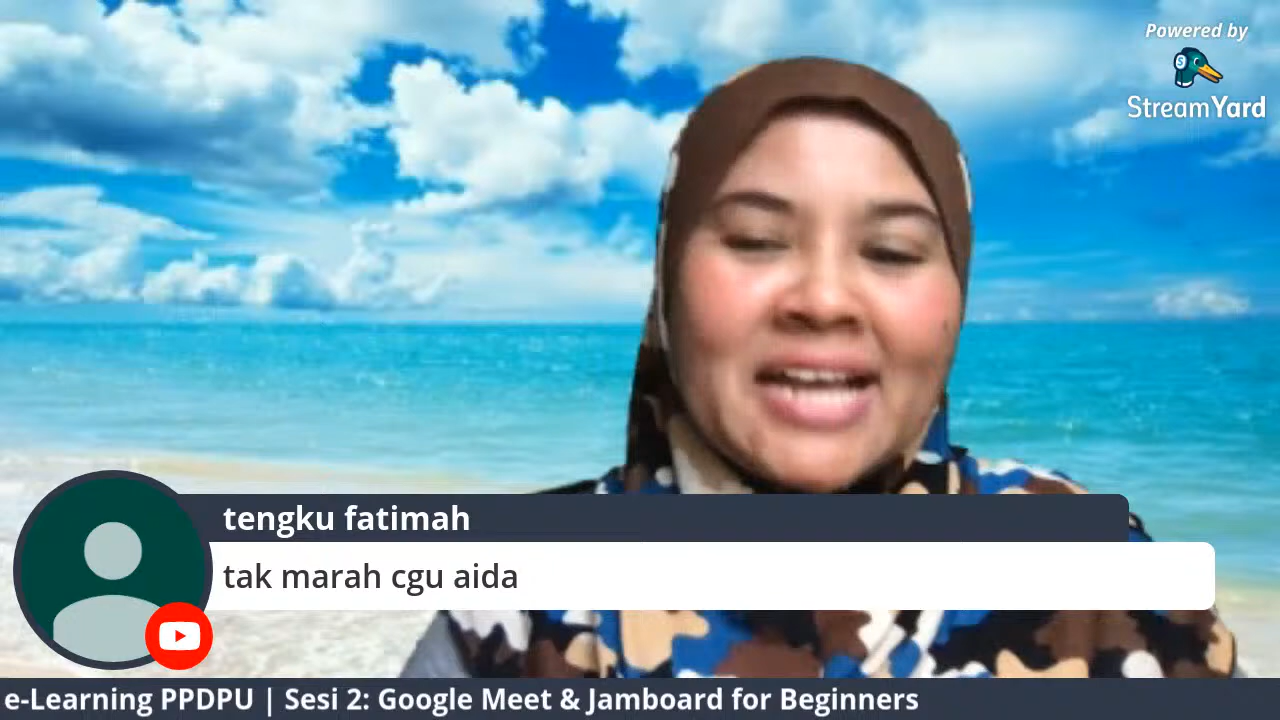 Powered by
StreamYard
tengku fatimah
tak marah cgu aida
e-Learning PPDPU | Sesi 2: Google Meet & Jamboard for Beginners